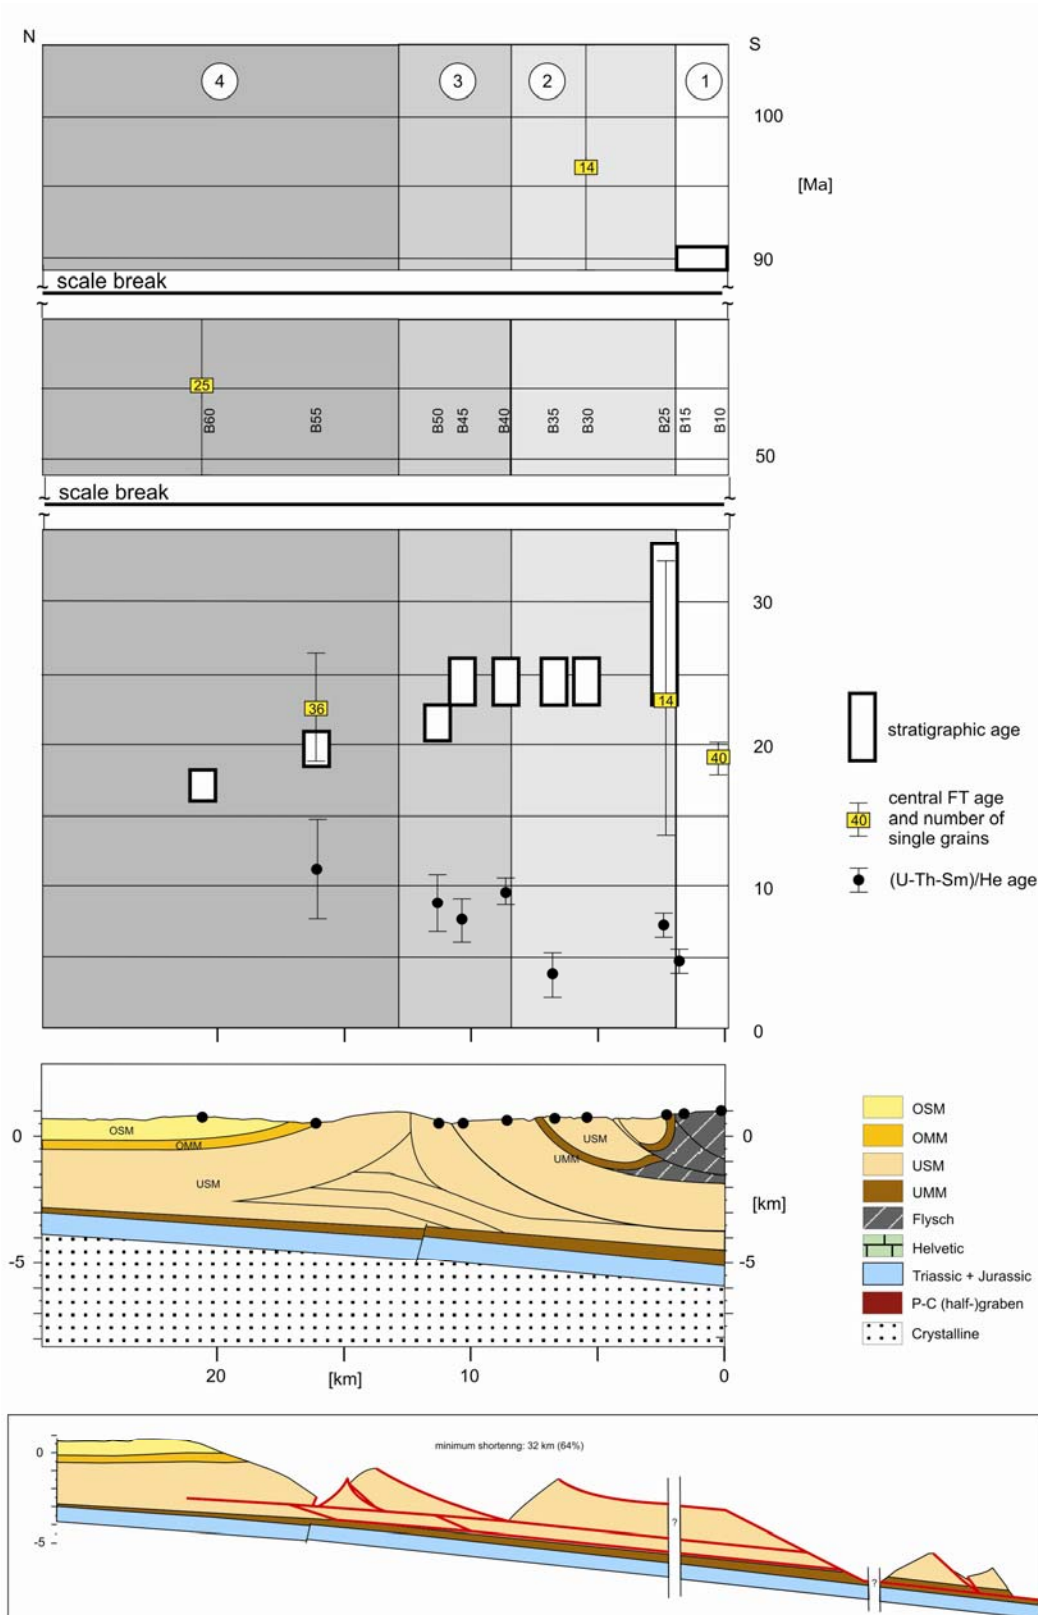 N
S
4
3
2
1
100
14
[Ma]
90
scale break
25
B60
B55
B50
B45
B40
B35
B30
B25
B15
B10
50
scale break
30
36
14
20
40
10
0
stratigraphic age
central FT age
40
and number of
single grains
(U-Th-Sm)/He age
OSM
OMM
USM
USM
UMM
0
0
-5
-5
[km]
20
[km]
10
0
OSM
OMM
USM
UMM
Flysch
Helvetic
Triassic + Jurassic
P-C (half-)graben
Crystalline
minimum shortenng: 32 km (64%)
0
-5
?
?